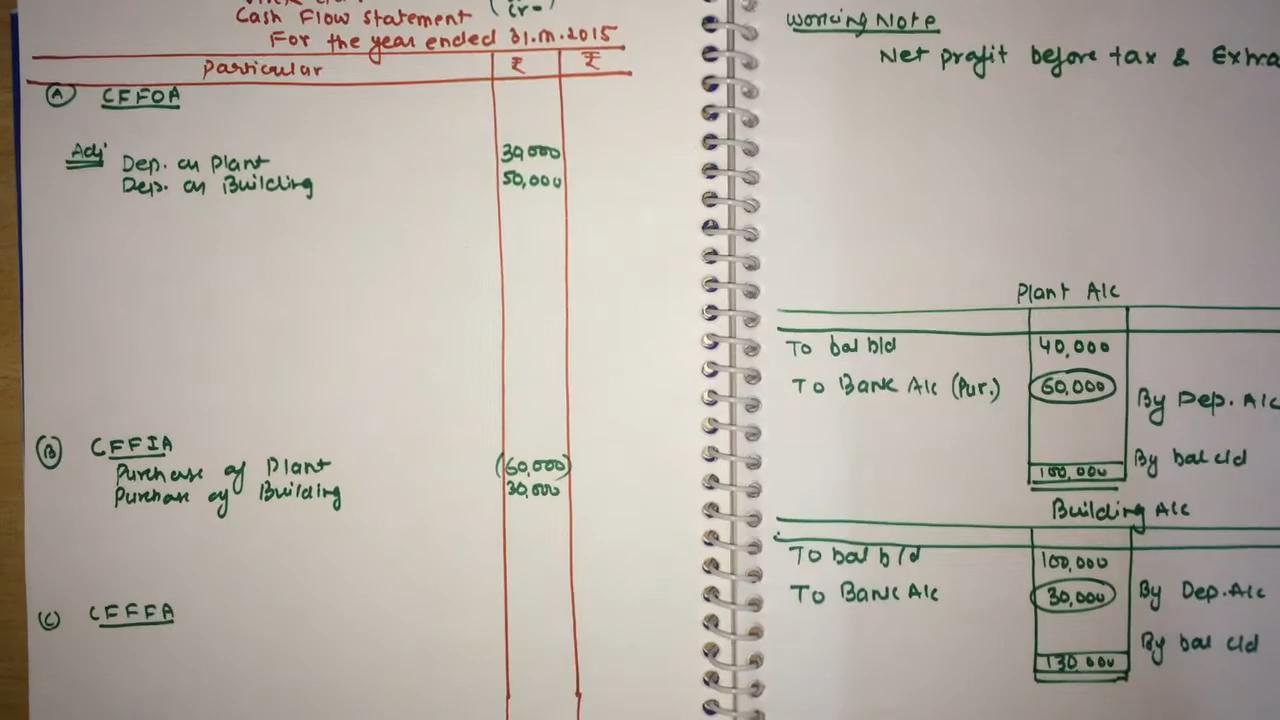 Cash Flow Statement
For the year ended 31.m.2015
Particular ₹ ₹
A CFFOA
Adj Dep. on Plant 30,000
Dep. on Building 50,000
B CFFIA
Purchase of Plant (60,000)
Purchase of Building 30,000
C CFFFA
Working Note
Net profit before tax & Extra
Plant A/c
To bal b/d 40,000
To Bank A/c (Pur.) 60,000 By Dep. A/c
By bal c/d
100,000
Building A/c
To bal b/d 100,000
To Bank A/c 30,000 By Dep. A/c
By bal c/d
130,000